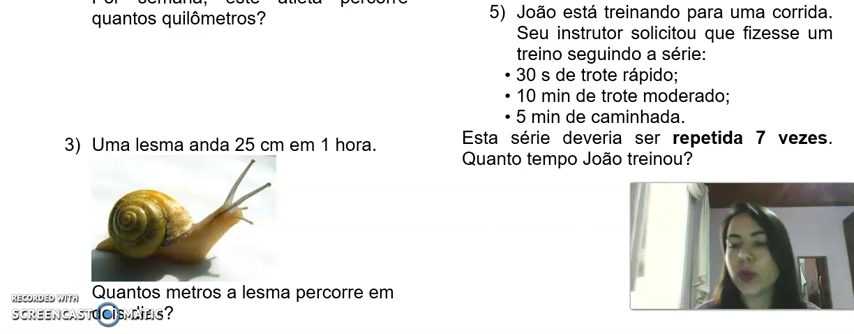 quantos quilômetros?
3) Uma lesma anda 25 cm em 1 hora.
Quantos metros a lesma percorre em
dois dias?
5) João está treinando para uma corrida.
Seu instrutor solicitou que fizesse um
treino seguindo a série:
• 30 s de trote rápido;
• 10 min de trote moderado;
• 5 min de caminhada.
Esta série deveria ser repetida 7 vezes.
Quanto tempo João treinou?
RECORDED WITH
SCREENCAST O MATIC